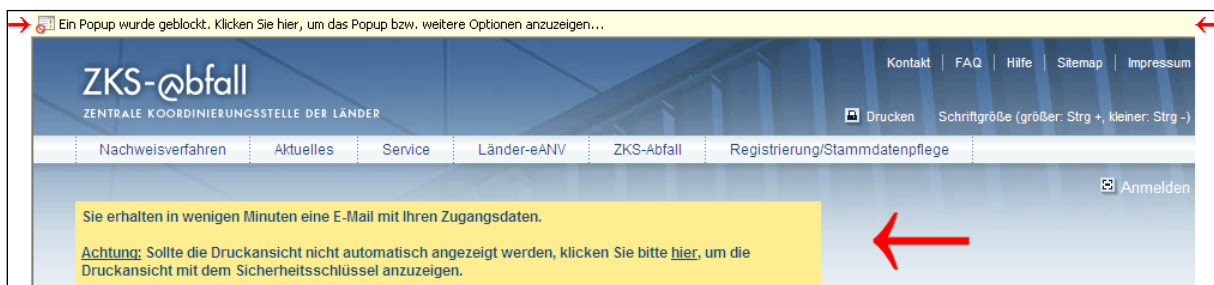 Ein Popup wurde geblockt. Klicken Sie hier, um das Popup bzw. weitere Optionen anzuzeigen...
Kontakt | FAQ | Hilfe | Sitemap | Impressum
ZKS-@bfall
ZENTRALE KOORDINIERUNGSSTELLE DER LÄNDER
Drucken Schriftgröße (größer: Strg +, kleiner: Strg -)
Nachweisverfahren Aktuelles Service Länder-eANV ZKS-Abfall Registrierung/Stammdatenpflege
Anmelden
Sie erhalten in wenigen Minuten eine E-Mail mit Ihren Zugangsdaten.
Achtung: Sollte die Druckansicht nicht automatisch angezeigt werden, klicken Sie bitte hier, um die
Druckansicht mit dem Sicherheitsschlüssel anzuzeigen.